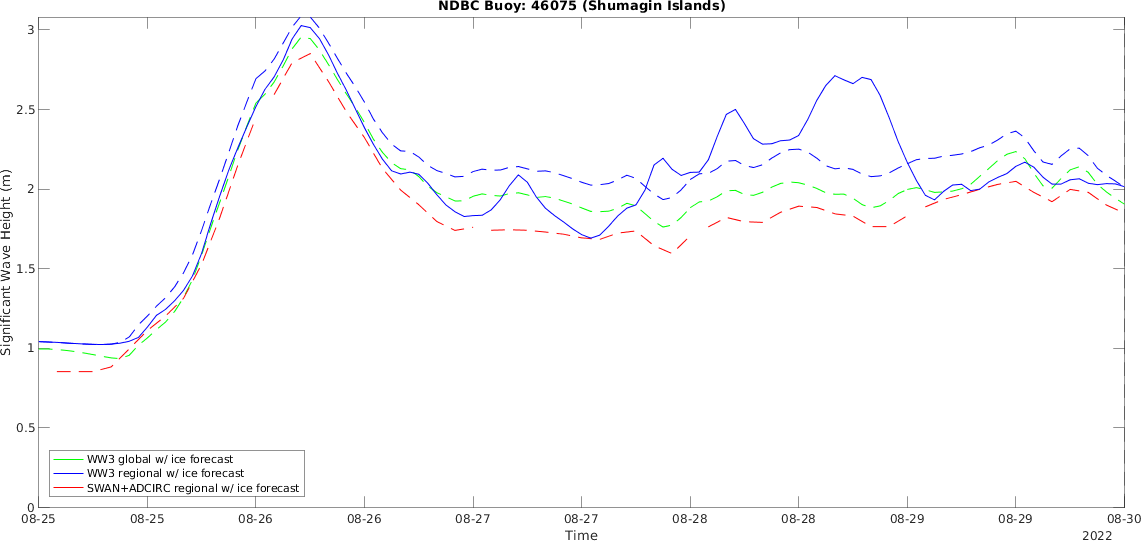 NDBC Buoy: 46075 (Shumagin Islands)
3
2.5
2
1.5
1
0.5
0
Significant Wave Height (m)
WW3 global w/ ice forecast
WW3 regional w/ ice forecast
SWAN+ADCIRC regional w/ ice forecast
08-25 08-25 08-26 08-26 08-27 08-27 08-28 08-28 08-29 08-29 08-30
Time
2022